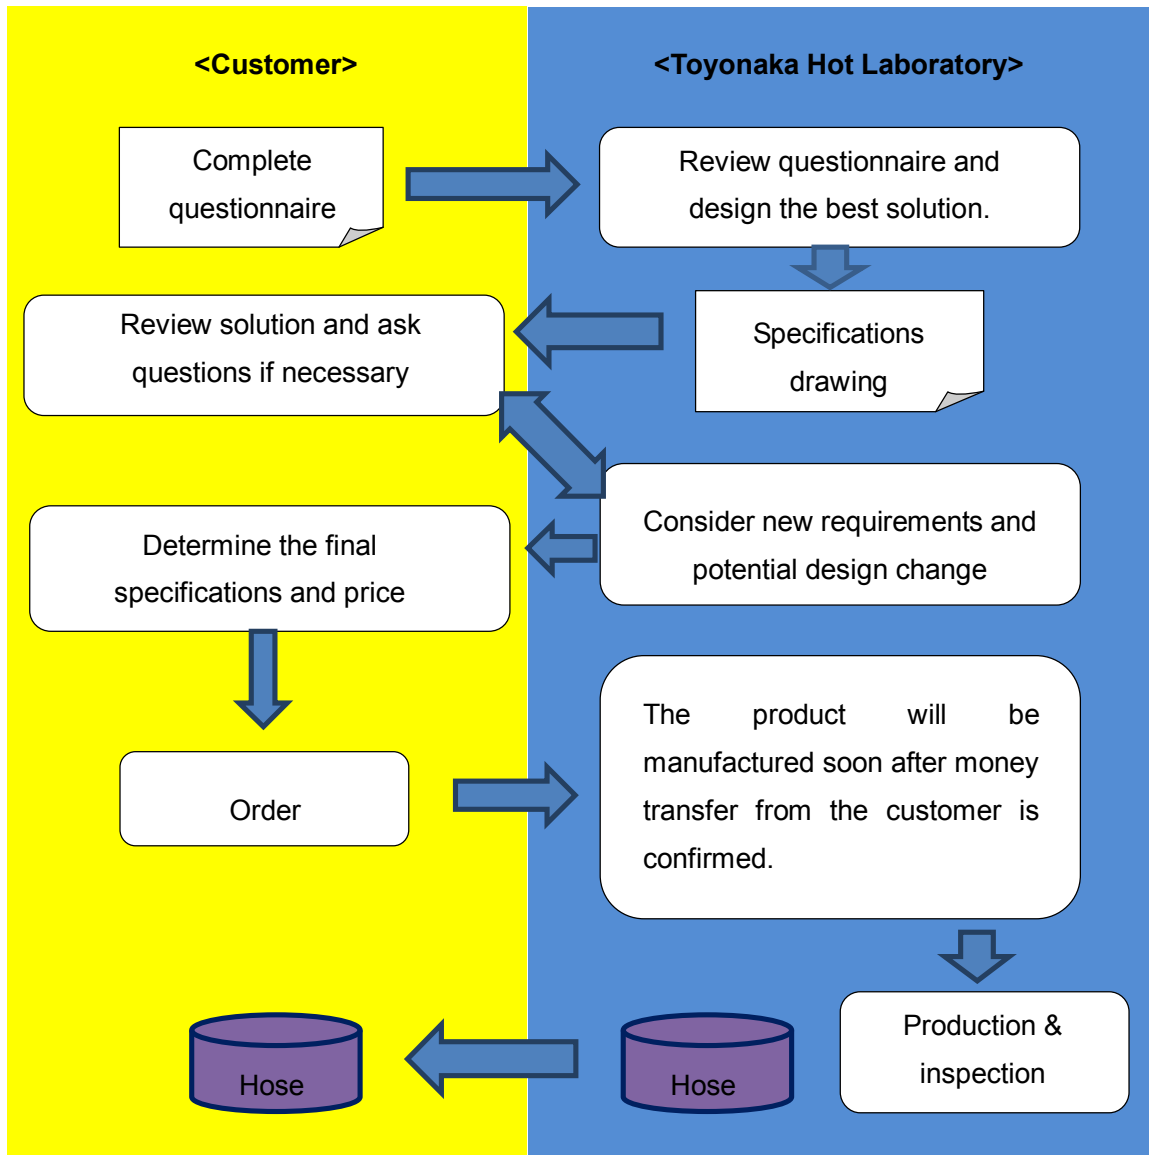 <Customer>
<Toyonaka Hot Laboratory>
Complete
questionnaire
Review questionnaire and
design the best solution.
Review solution and ask
questions if necessary
Specifications
drawing
Consider new requirements and
potential design change
Determine the final
specifications and price
Order
The product will be
manufactured soon after money
transfer from the customer is
confirmed.
Production &
inspection
Hose
Hose